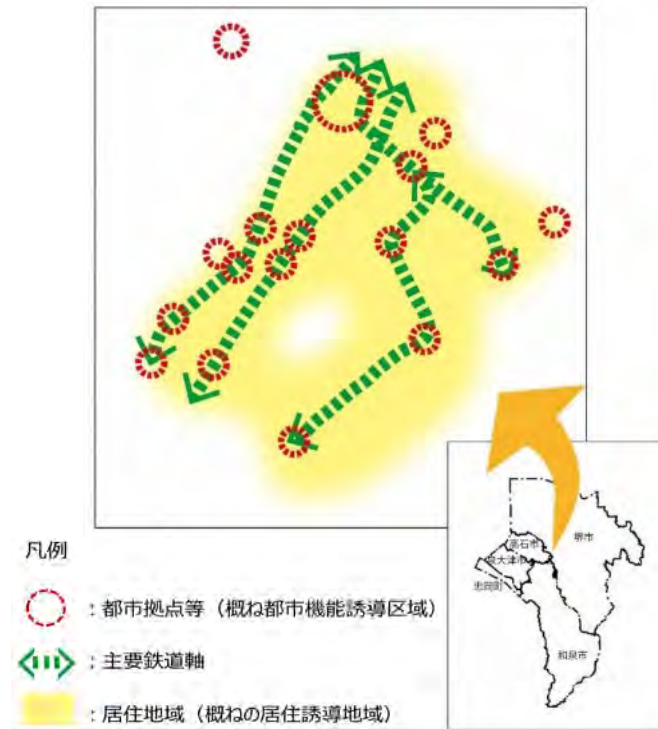 高石市
堺市
泉大津市
忠岡町
和泉市
凡例
：都市拠点等（概ね都市機能誘導区域）
：主要鉄道軸
：居住地域（概ねの居住誘導地域）